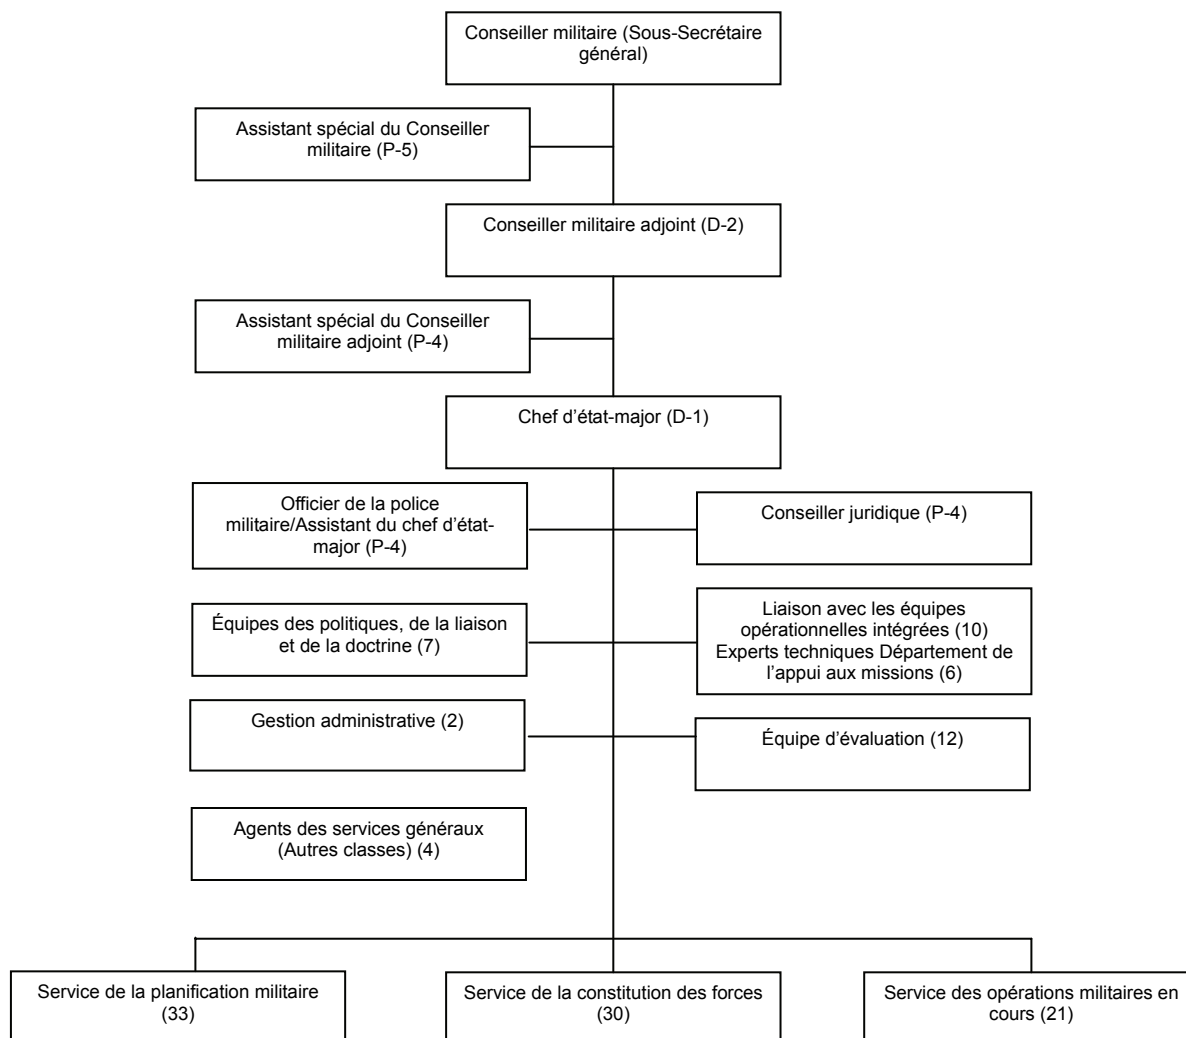 Conseiller militaire (Sous-Secrétaire
général)
Assistant spécial du Conseiller
militaire (P-5)
Conseiller militaire adjoint (D-2)
Assistant spécial du Conseiller
militaire adjoint (P-4)
Chef d’état-major (D-1)
Officier de la police
militaire/Assistant du chef d’état-
major (P-4)
Conseiller juridique (P-4)
Équipes des politiques, de la liaison
et de la doctrine (7)
Liaison avec les équipes
opérationnelles intégrées (10)
Experts techniques Département de
l’appui aux missions (6)
Gestion administrative (2)
Équipe d’évaluation (12)
Agents des services généraux
(Autres classes) (4)
Service de la planification militaire
(33)
Service de la constitution des forces
(30)
Service des opérations militaires en
cours (21)